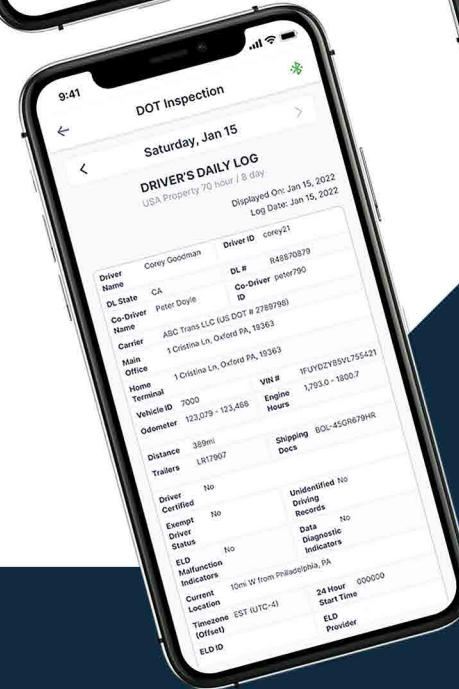 9:41
DOT Inspection
Saturday, Jan 15
DRIVER'S DAILY LOG
USA Property 70 hour / 8 day
Displayed On: Jan 15, 2022
Log Date: Jan 15, 2022
Driver Name Corey Goodman Driver ID corey21
DL State CA DL # R48870879
Co-Driver Name Peter Doyle Co-Driver ID peter790
Carrier ABC Trans LLC (US DOT # 2789798)
Main Office 1 Cristina Ln, Oxford PA, 19363
Home Terminal 1 Cristina Ln, Oxford PA, 19363
Vehicle ID 7000 VIN # 1FUYDZYB5VL755421
Odometer 123,079 - 123,468 Engine Hours 1,793.0 - 1800.7
Distance 389mi
Trailers LR17907 Shipping Docs BOL-45GR679HR
Driver Certified No Unidentified Driving Records No
Exempt Driver Status No Data Diagnostic Indicators No
ELD Malfunction Indicators No
Current Location 10mi W from Philadelphia, PA
Timezone (Offset) EST (UTC-4) 24 Hour Start Time 000000
ELD ID ELD Provider